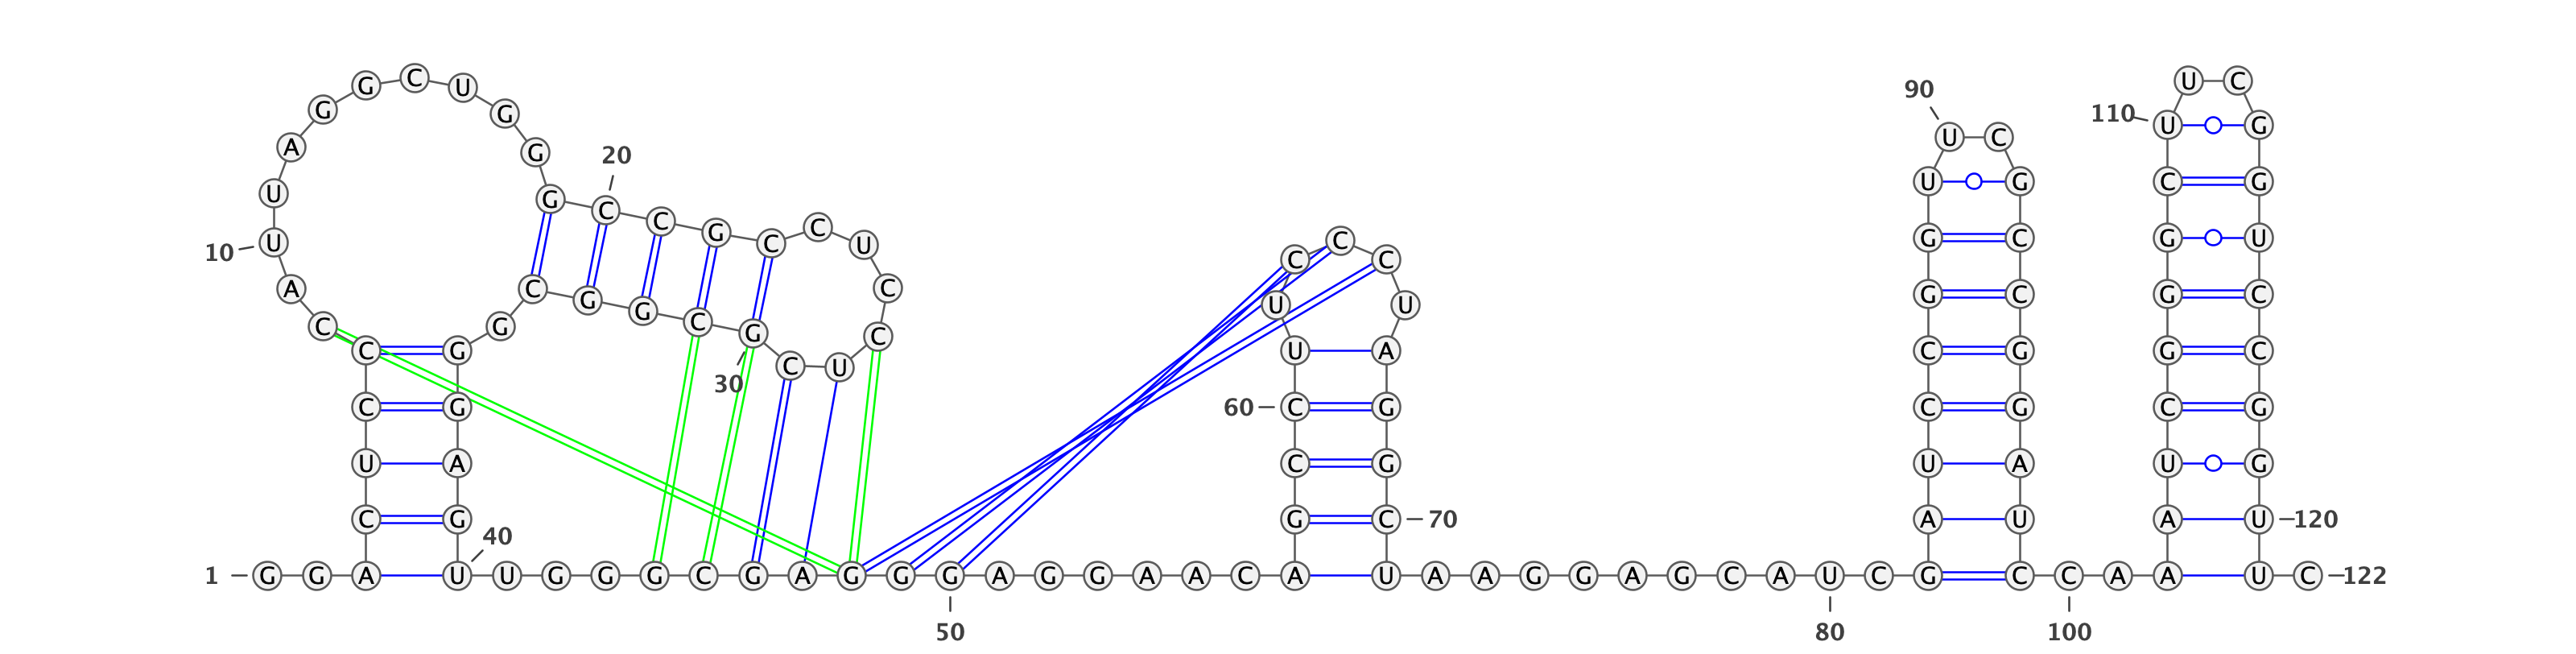 1
G G A C U C C C A U
10
U A G G C U G G G C
20
C G C C U C C U C G
30
C G G C G G G A G U
40
U G G G C G A G G G
50
A G G A A C A G C C
60
U U C C C U A G G C
70
U A A G G A G C A U
80
C G A U C C G G U U
90
C G C C G G A U C C
100
A A A U C G G G C U
110
U C G G U C C G G U
120
U C
122